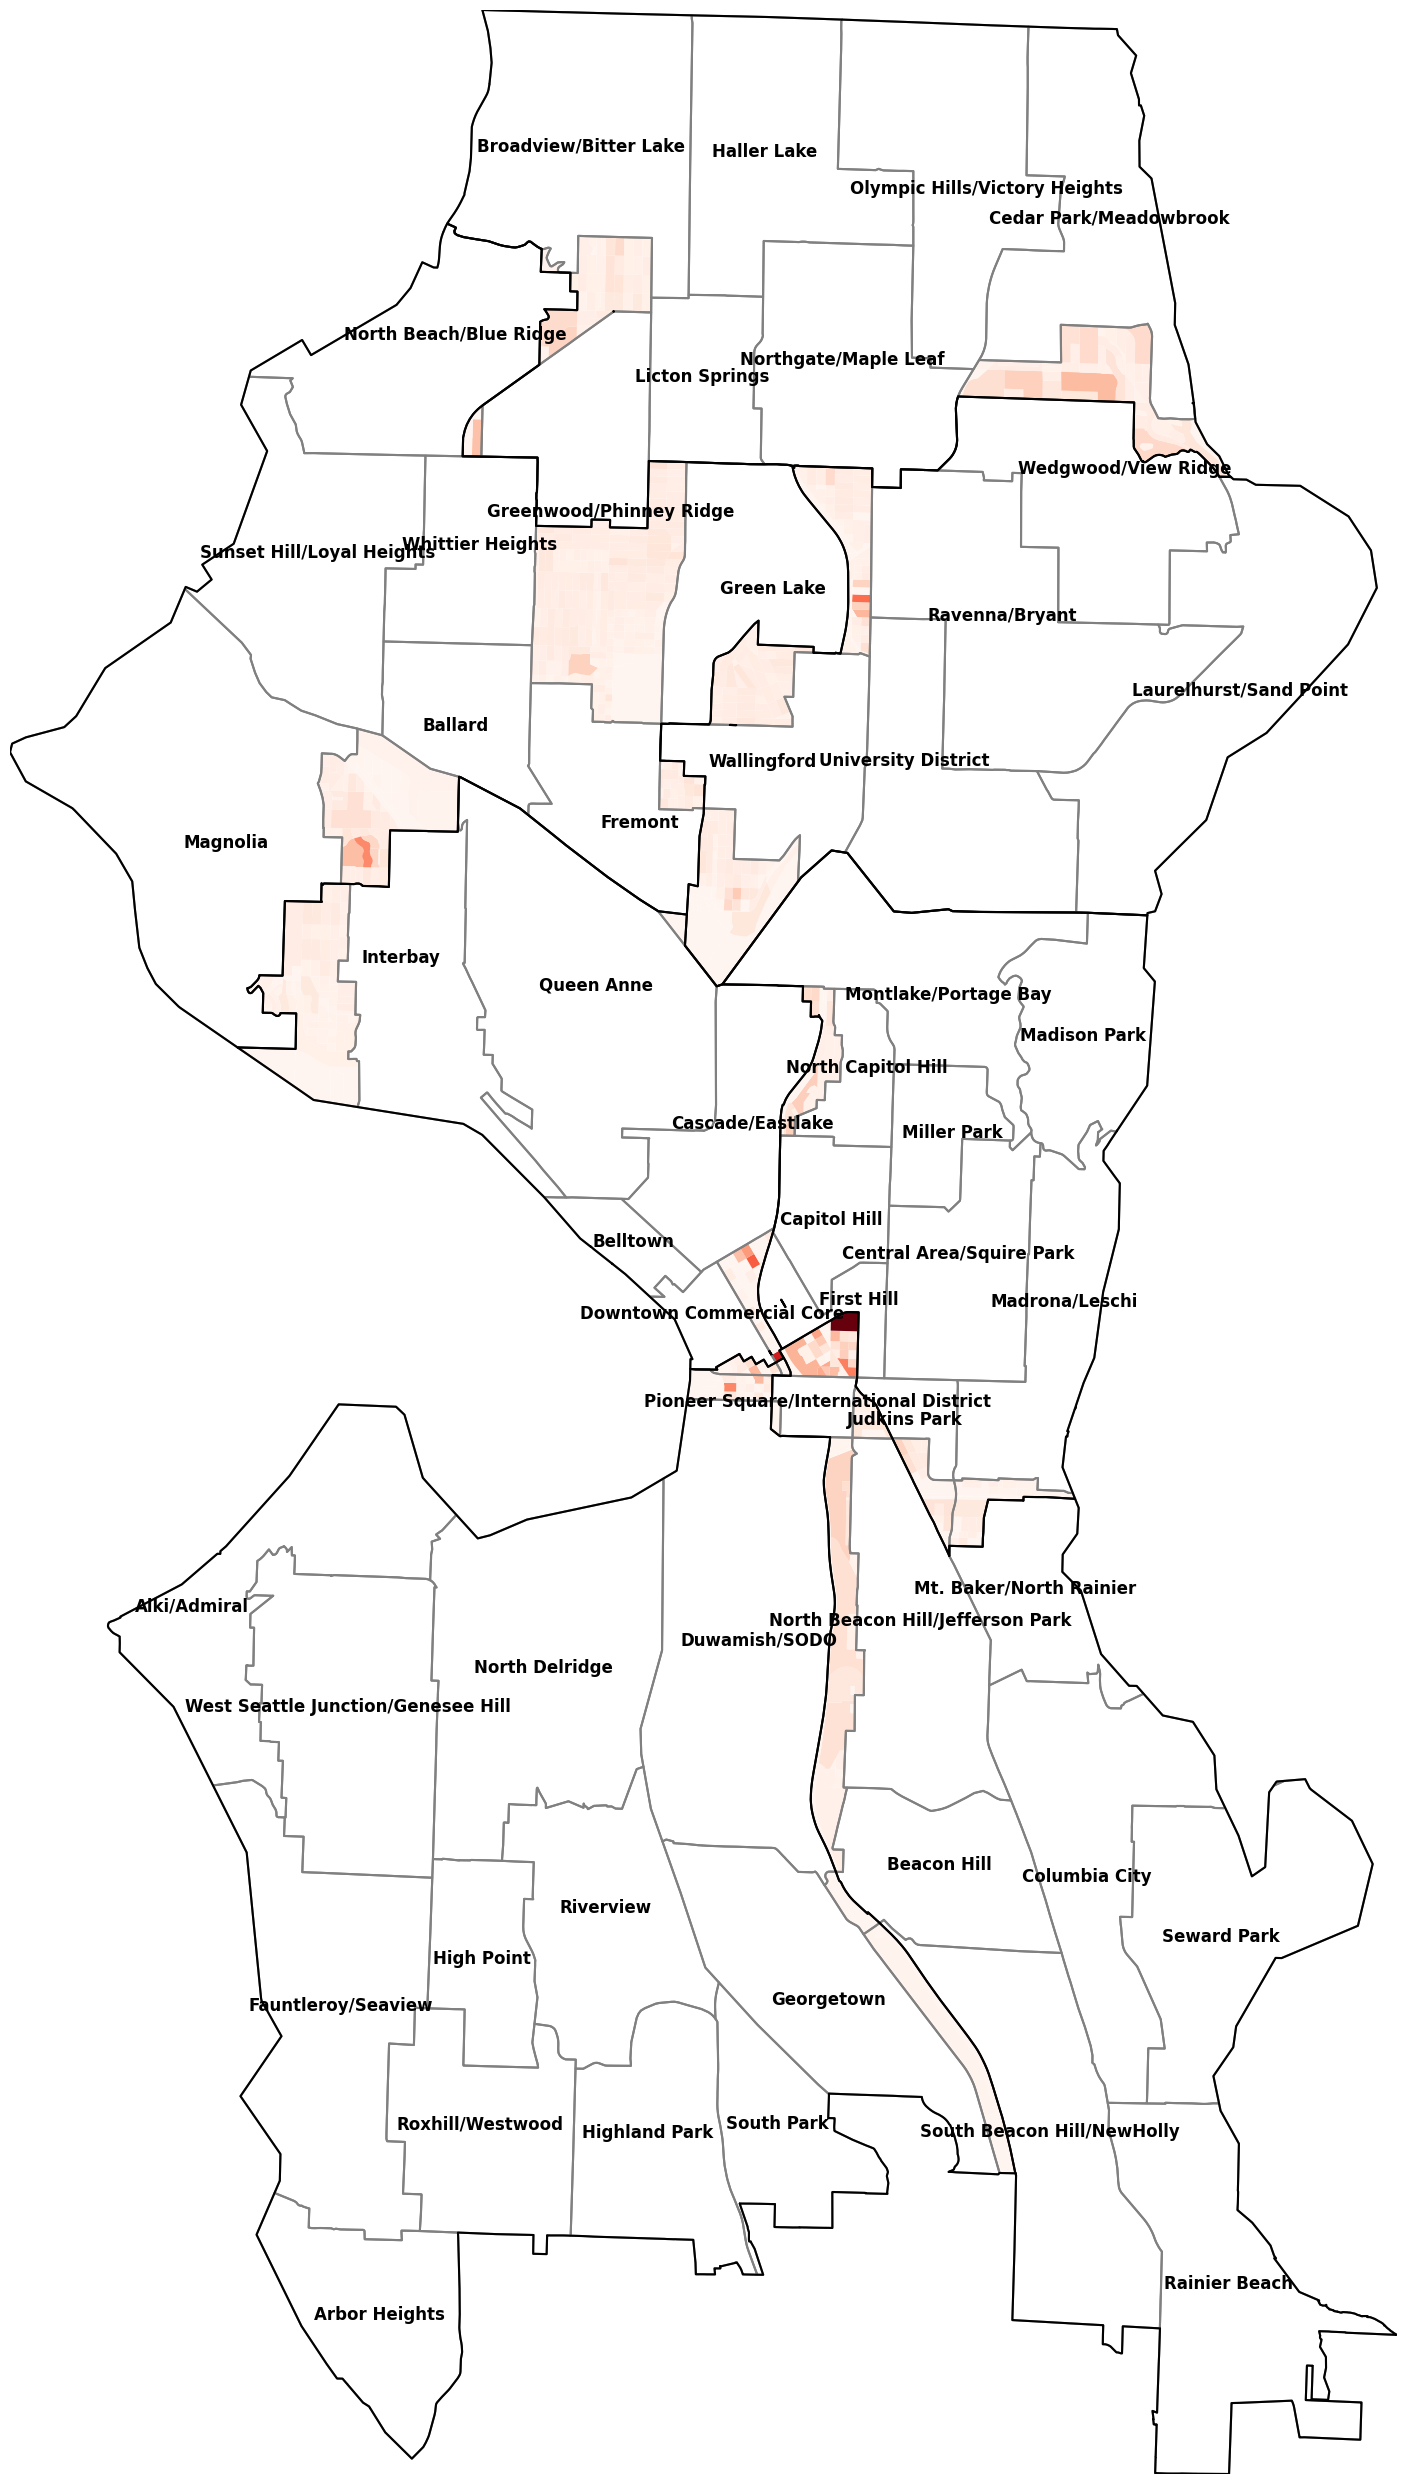 Broadview/Bitter Lake
Haller Lake
Olympic Hills/Victory Heights
Cedar Park/Meadowbrook
North Beach/Blue Ridge
Northgate/Maple Leaf
Licton Springs
Wedgwood/View Ridge
Greenwood/Phinney Ridge
Whittier Heights
Sunset Hill/Loyal Heights
Green Lake
Ravenna/Bryant
Laurelhurst/Sand Point
Ballard
Wallingford
University District
Fremont
Magnolia
Interbay
Queen Anne
Montlake/Portage Bay
Madison Park
North Capitol Hill
Cascade/Eastlake
Miller Park
Capitol Hill
Belltown
Central Area/Squire Park
First Hill
Madrona/Leschi
Downtown Commercial Core
Pioneer Square/International District
Judkins Park
Mt. Baker/North Rainier
Alki/Admiral
North Beacon Hill/Jefferson Park
Duwamish/SODO
North Delridge
West Seattle Junction/Genesee Hill
Beacon Hill
Columbia City
Riverview
Seward Park
High Point
Georgetown
Fauntleroy/Seaview
Roxhill/Westwood
South Park
Highland Park
South Beacon Hill/NewHolly
Rainier Beach
Arbor Heights